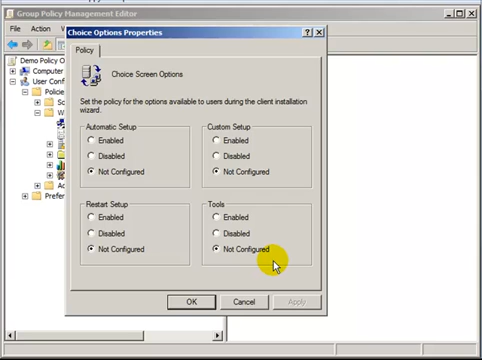 Group Policy Management Editor
File
Action
Choice Options Properties
Policy
Choice Screen Options
Set the policy for the options available to users during the client installation
wizard.
Automatic Setup
Enabled
Disabled
Not Configured
Custom Setup
Enabled
Disabled
Not Configured
Restart Setup
Enabled
Disabled
Not Configured
Tools
Enabled
Disabled
Not Configured
OK
Cancel
Apply
Demo Policy O
Computer
User Conf
Policie
So
W
Ad
Prefer